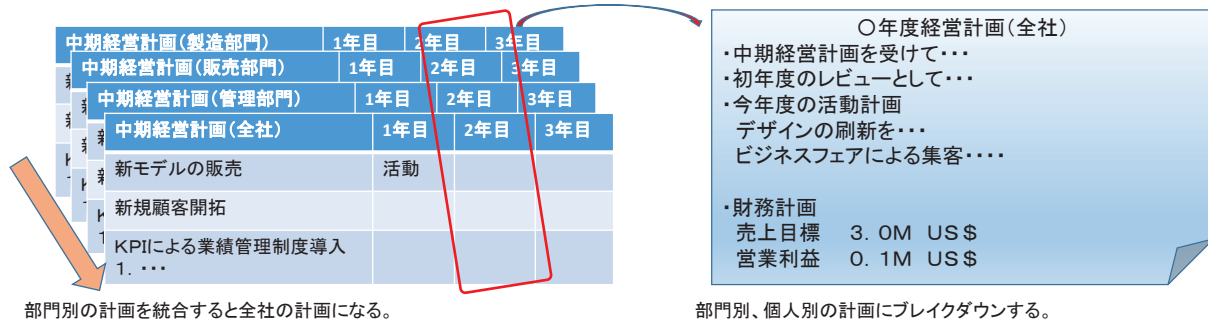 中期経営計画(製造部門) 1年目 2年目 3年目
中期経営計画(販売部門) 1年目 2年目 3年目
中期経営計画(管理部門) 1年目 2年目 3年目
中期経営計画(全社) 1年目 2年目 3年目
新モデルの販売 活動
新規顧客開拓
KPIによる業績管理制度導入
1. ・・・
部門別の計画を統合すると全社の計画になる。
〇年度経営計画(全社)
・中期経営計画を受けて・・・
・初年度のレビューとして・・・
・今年度の活動計画
デザインの刷新を・・・
ビジネスフェアによる集客・・・・
・財務計画
売上目標 3.0M US$
営業利益 0.1M US$
部門別、個人別の計画にブレイクダウンする。